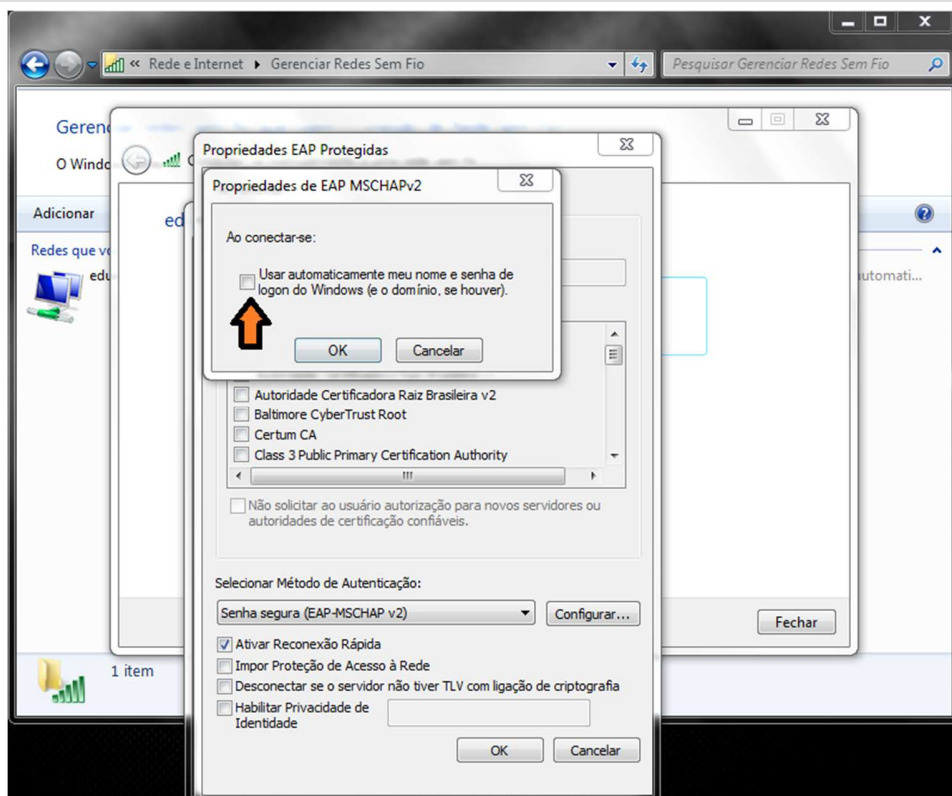 « Rede e Internet ▸ Gerenciar Redes Sem Fio
Pesquisar Gerenciar Redes Sem Fio
Geren
O Windo
Propriedades EAP Protegidas
Propriedades de EAP MSCHAPv2
Adicionar
ed
Ao conectar-se:
Redes que v
edu
Usar automaticamente meu nome e senha de
logon do Windows (e o domínio, se houver).
utomati...
OK
Cancelar
Autoridade Certificadora Raiz Brasileira v2
Baltimore CyberTrust Root
Certum CA
Class 3 Public Primary Certification Authority
Não solicitar ao usuário autorização para novos servidores ou
autoridades de certificação confiáveis.
Selecionar Método de Autenticação:
Senha segura (EAP-MSCHAP v2)
Configurar...
Fechar
Ativar Reconexão Rápida
Impor Proteção de Acesso à Rede
1 item
Desconectar se o servidor não tiver TLV com ligação de criptografia
Habilitar Privacidade de
Identidade
OK
Cancelar